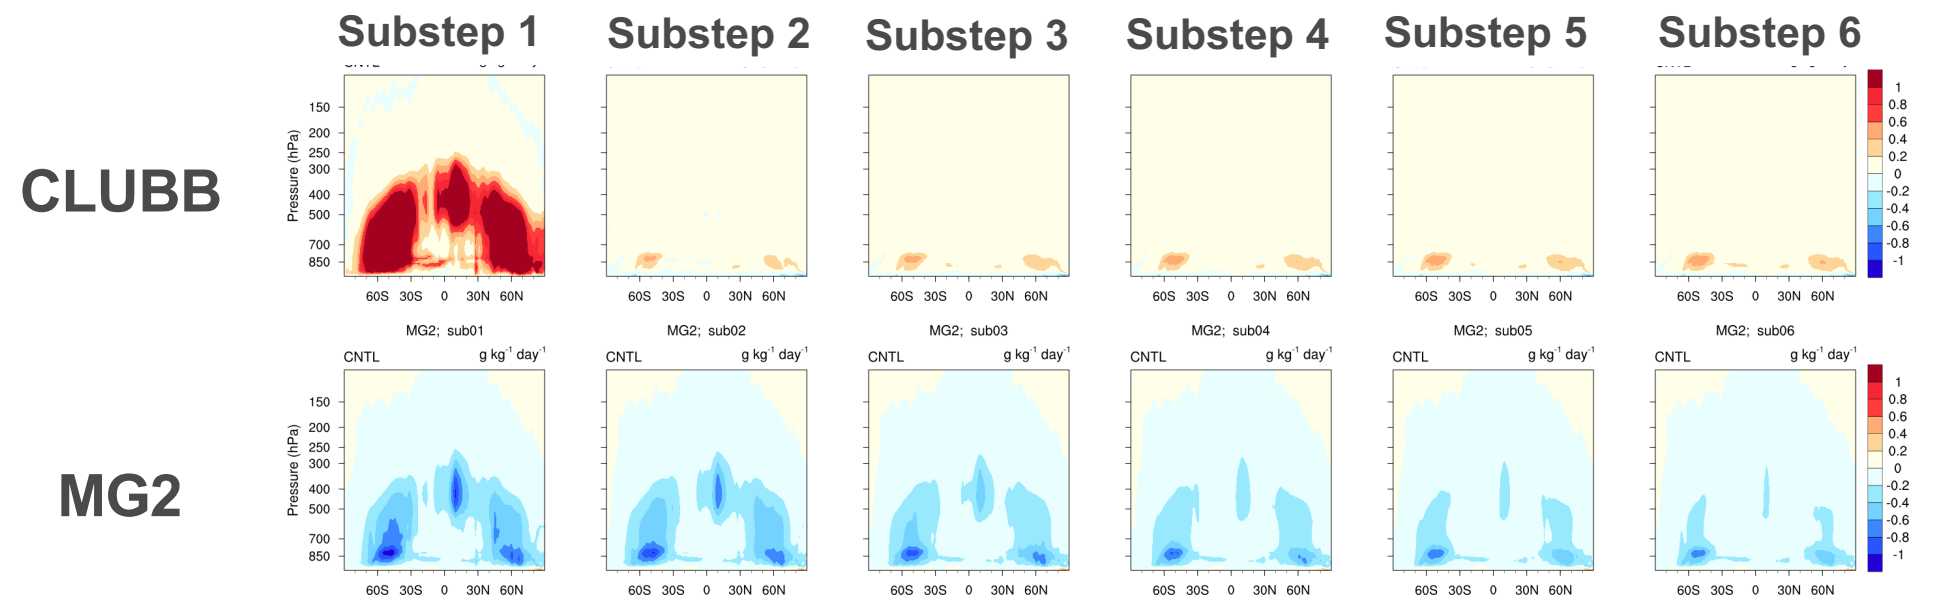 Substep 1 Substep 2 Substep 3 Substep 4 Substep 5 Substep 6
CLUBB
Pressure (hPa)
150
200
250
300
400
500
700
850
60S 30S 0 30N 60N
60S 30S 0 30N 60N
60S 30S 0 30N 60N
60S 30S 0 30N 60N
60S 30S 0 30N 60N
60S 30S 0 30N 60N
1
0.8
0.6
0.4
0.2
0
-0.2
-0.4
-0.6
-0.8
-1
MG2
MG2; sub01
CNTL g kg⁻¹ day⁻¹
MG2; sub02
CNTL g kg⁻¹ day⁻¹
MG2; sub03
CNTL g kg⁻¹ day⁻¹
MG2; sub04
CNTL g kg⁻¹ day⁻¹
MG2; sub05
CNTL g kg⁻¹ day⁻¹
MG2; sub06
CNTL g kg⁻¹ day⁻¹
Pressure (hPa)
150
200
250
300
400
500
700
850
60S 30S 0 30N 60N
60S 30S 0 30N 60N
60S 30S 0 30N 60N
60S 30S 0 30N 60N
60S 30S 0 30N 60N
60S 30S 0 30N 60N
1
0.8
0.6
0.4
0.2
0
-0.2
-0.4
-0.6
-0.8
-1